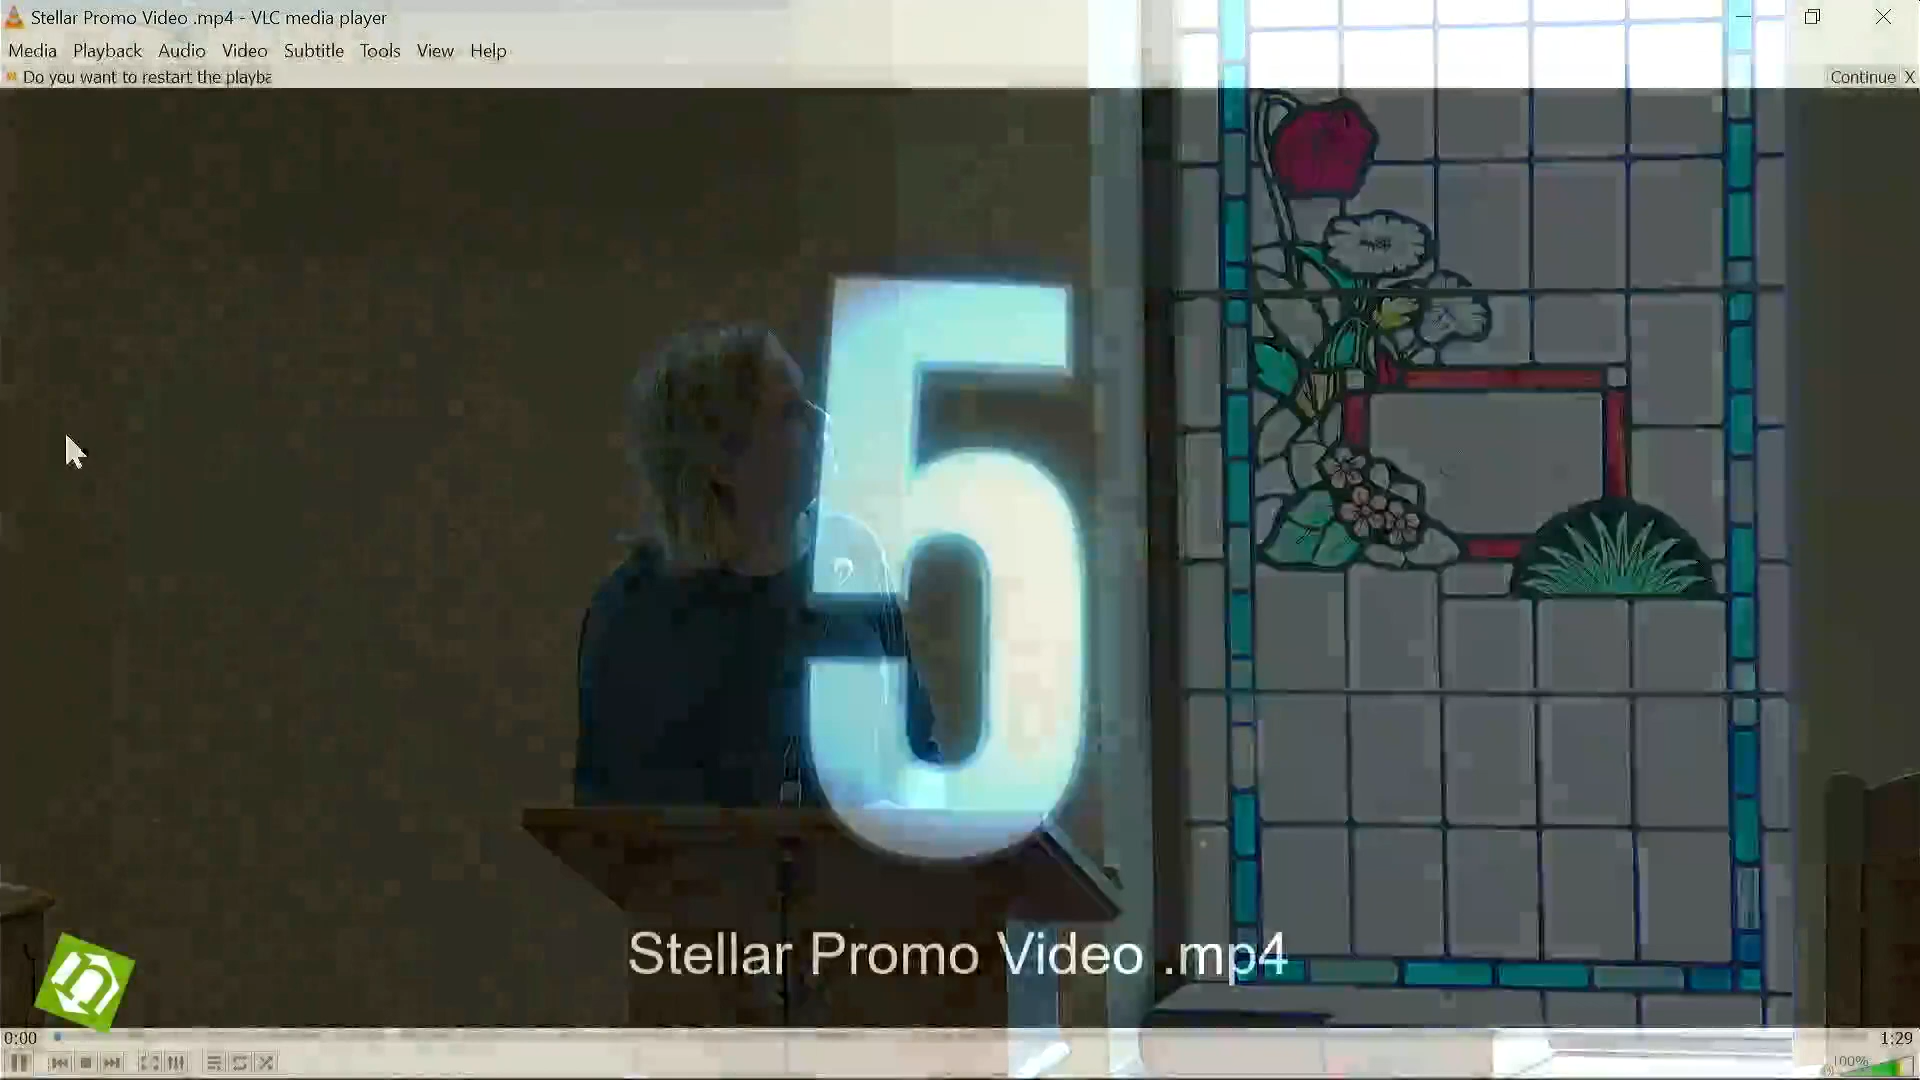 Stellar Promo Video .mp4 - VLC media player
Media Playback Audio Video Subtitle Tools View Help
Do you want to restart the playba
Continue X
5
Stellar Promo Video .mp4
0:00
1:29
100%